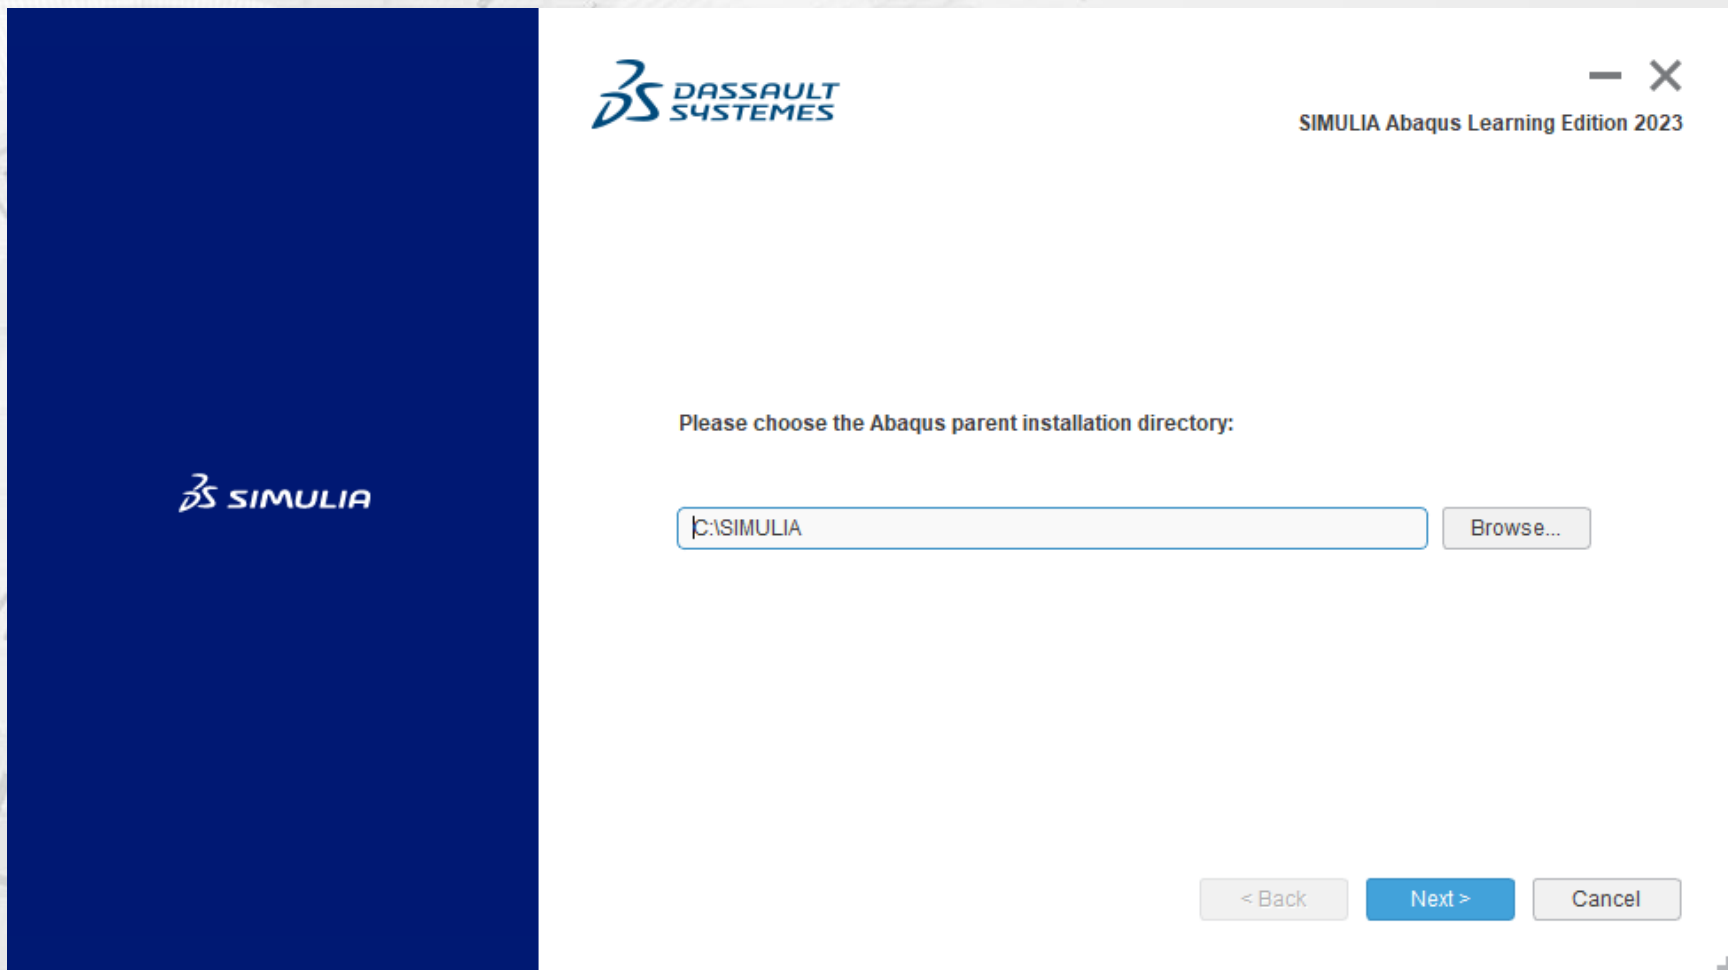 DASSAULT
SYSTEMES
SIMULIA Abaqus Learning Edition 2023
Please choose the Abaqus parent installation directory:
SIMULIA
C:\SIMULIA
Browse...
< Back
Next >
Cancel